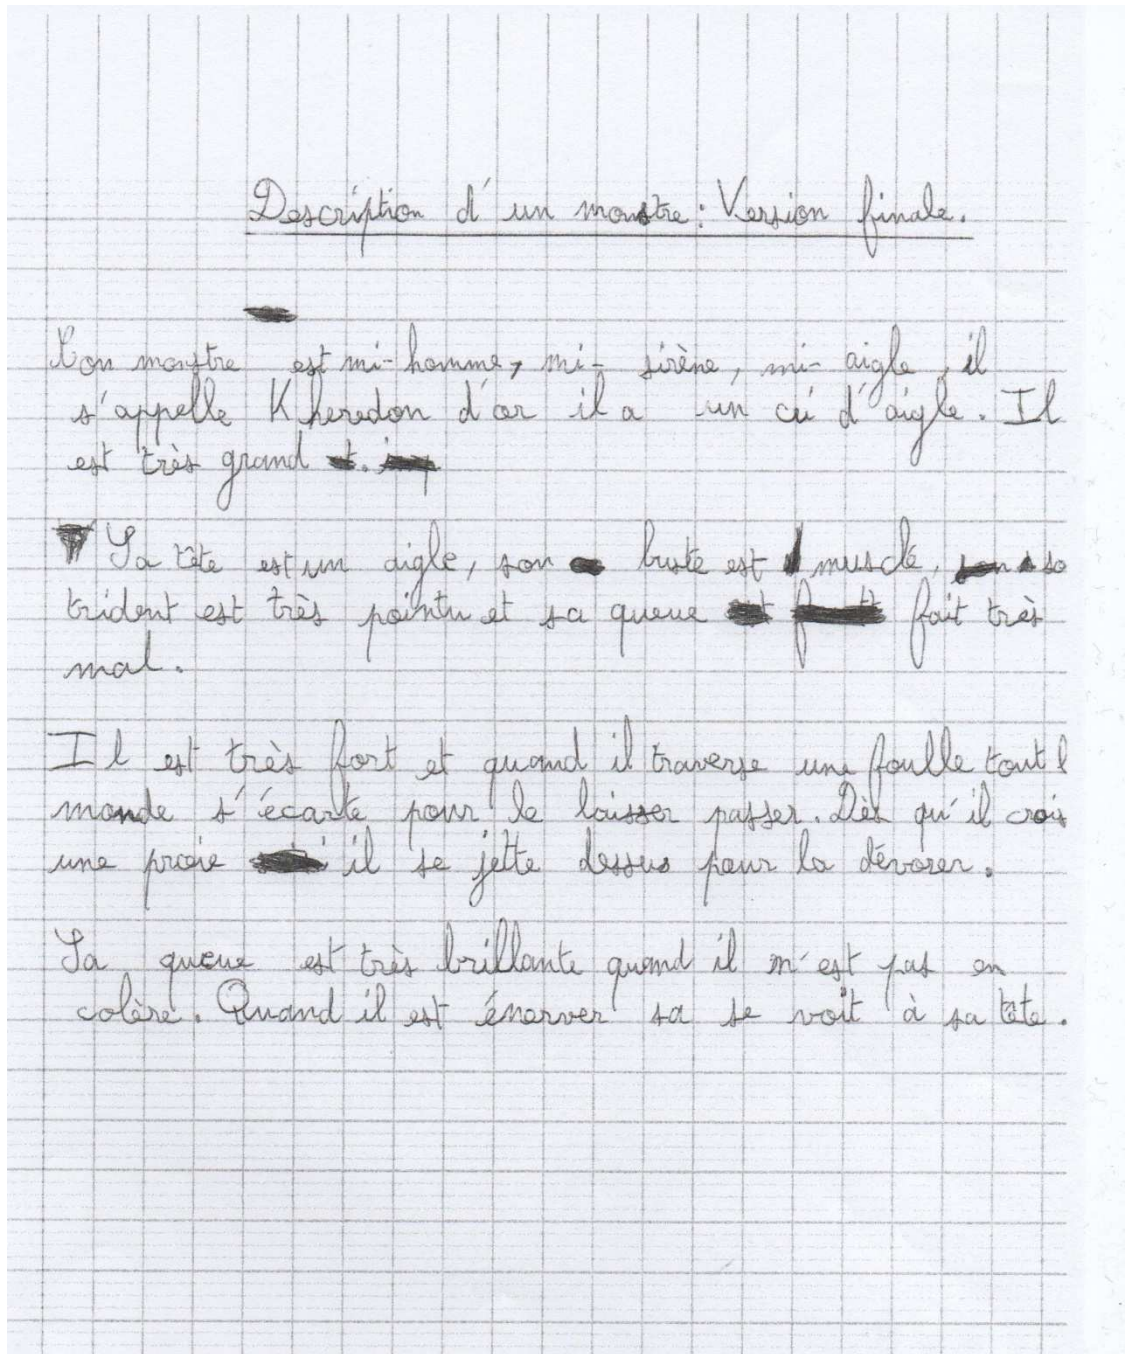 Description d'un monstre : Version finale.
Mon monstre est mi-homme, mi-sirène, mi-aigle, il
s'appelle Kheredon d'or il a un cri d'aigle. Il
est très grand
Sa tête est un aigle, son buste est musclé, so
trident est très pointu et sa queue fait très
mal.
Il est très fort et quand il traverse une foulle tout l
monde s'écarte pour le laisser passer. Dès qu'il crois
une proie il se jette dessus pour la dévorer.
Sa queue est très brillante quand il n'est pas en
colère. Quand il est énerver sa se voit à sa tête.